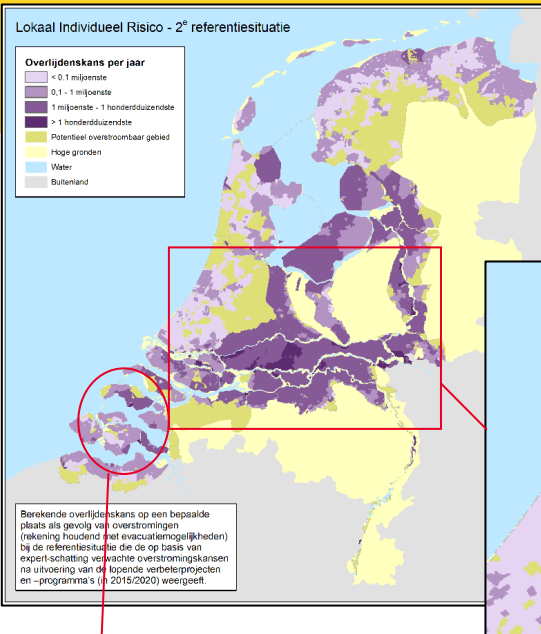 Lokaal Individueel Risico - 2e referentiesituatie
Overlijdenskans per jaar
< 0.1 miljoenste
0,1 - 1 miljoenste
1 miljoenste - 1 honderdduizendste
> 1 honderdduizendste
Potentieel overstroombaar gebied
Hoge gronden
Water
Buitenland
Berekende overlijdenskans op een bepaalde
plaats als gevolg van overstromingen
(rekening houdend met evacuatiemogelijkheden)
bij de referentiesituatie die de op basis van
expert-schatting verwachte overstromingskansen
na uitvoering van de lopende verbeterprojecten
en –programma's (in 2015/2020) weergeeft.